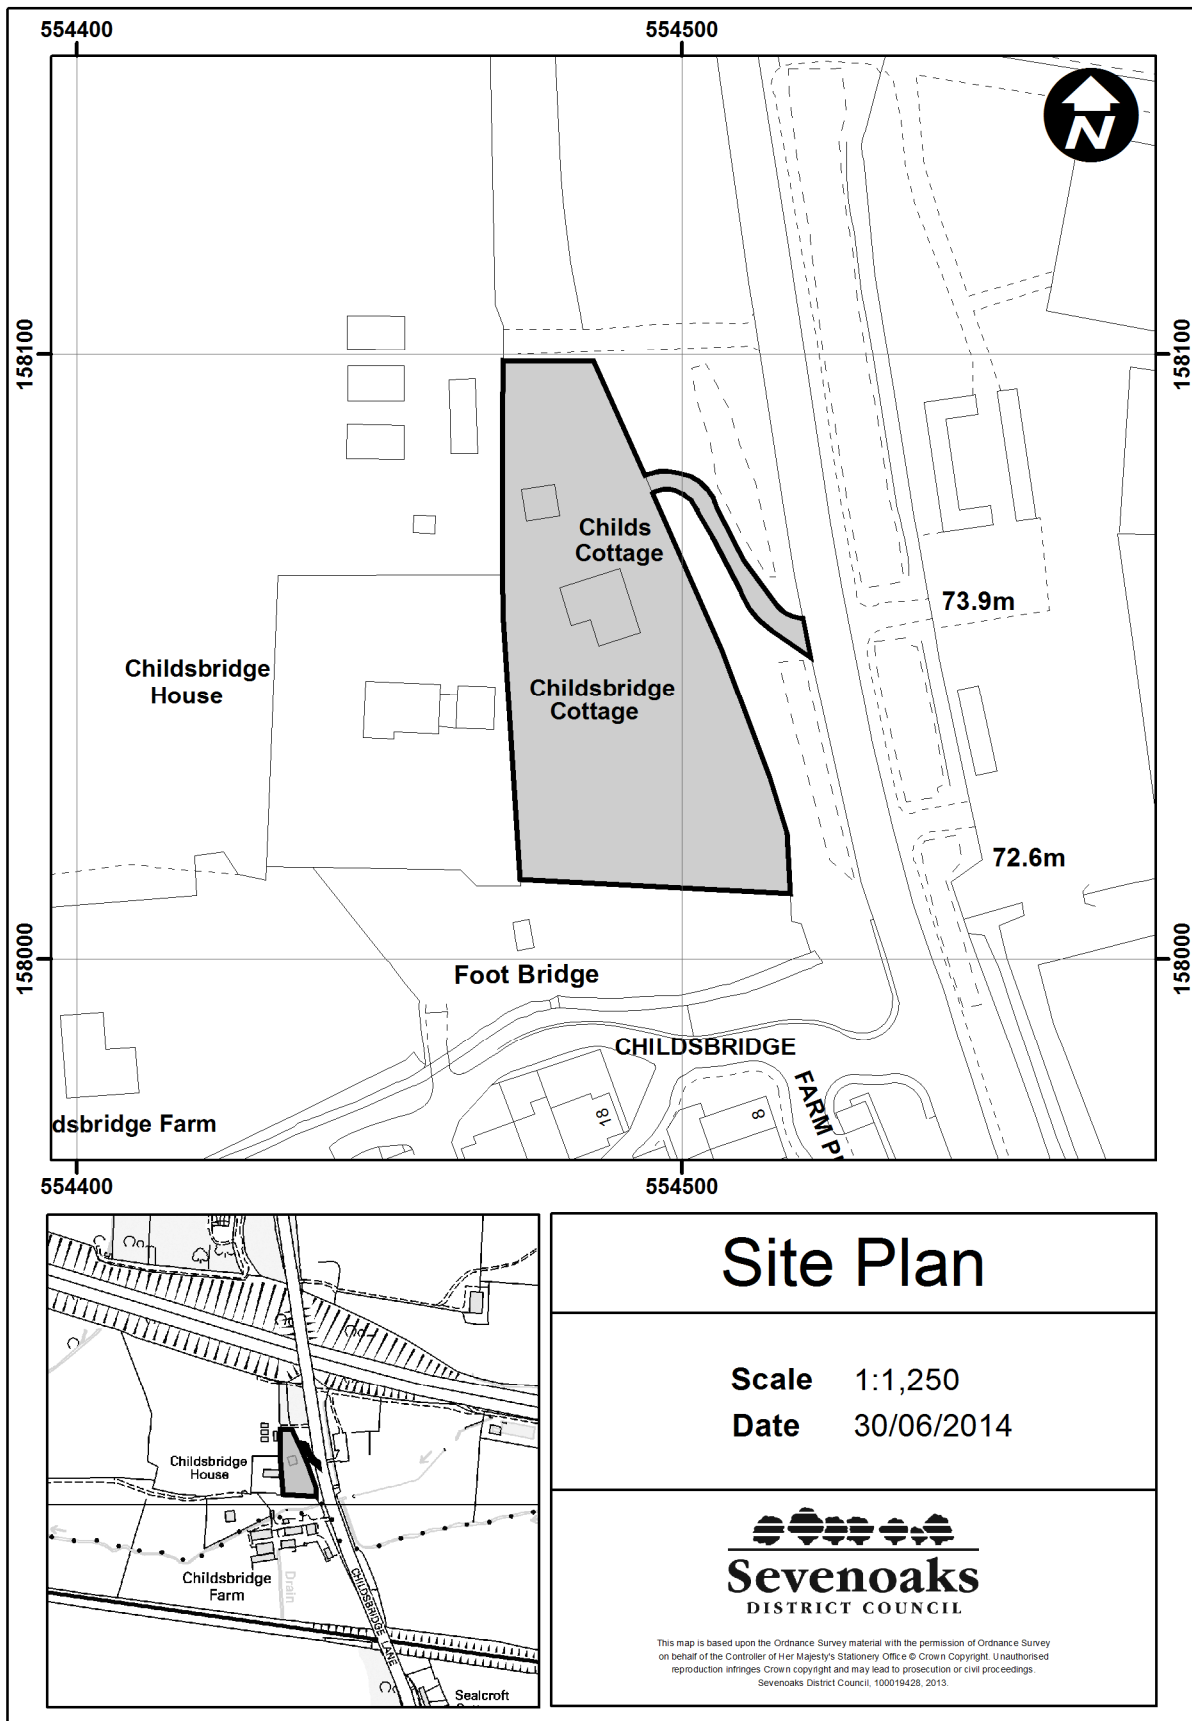 554400
554500
N
158100
158100
Childs
Cottage
73.9m
Childsbridge
House
Childsbridge
Cottage
72.6m
158000
158000
Foot Bridge
CHILDSBRIDGE
FARM
18
8
dsbridge Farm
554400
554500
Childsbridge
House
Childsbridge
Farm
Drain
CHILDSBRIDGE LANE
Sealcroft
Site Plan
Scale 1:1,250
Date 30/06/2014
Sevenoaks
DISTRICT COUNCIL
This map is based upon the Ordnance Survey material with the permission of Ordnance Survey
on behalf of the Controller of Her Majesty's Stationery Office © Crown Copyright. Unauthorised
reproduction infringes Crown copyright and may lead to prosecution or civil proceedings.
Sevenoaks District Council, 100019428, 2013.